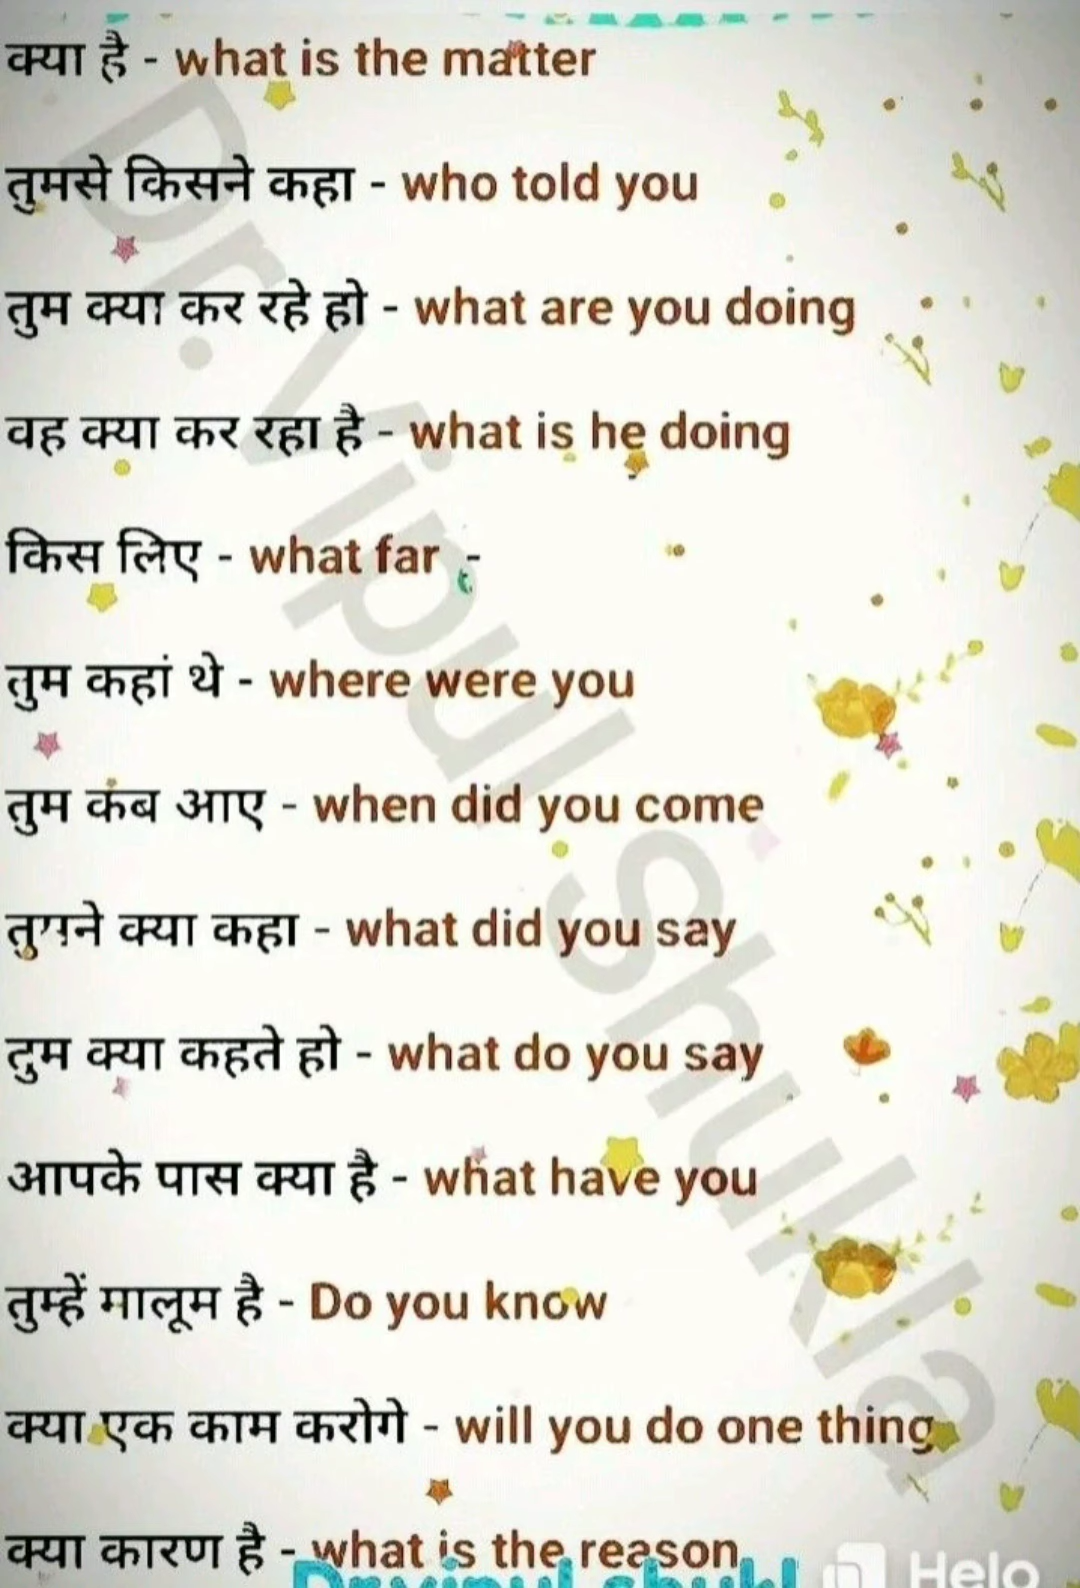 क्या है - what is the matter
तुमसे किसने कहा - who told you
तुम क्या कर रहे हो - what are you doing
वह क्या कर रहा है - what is he doing
किस लिए - what far -
तुम कहां थे - where were you
तुम कब आए - when did you come
तुमने क्या कहा - what did you say
तुम क्या कहते हो - what do you say
आपके पास क्या है - what have you
तुम्हें मालूम है - Do you know
क्या एक काम करोगे - will you do one thing
क्या कारण है - what is the reason
Dr.Vipul Shukla
Helo